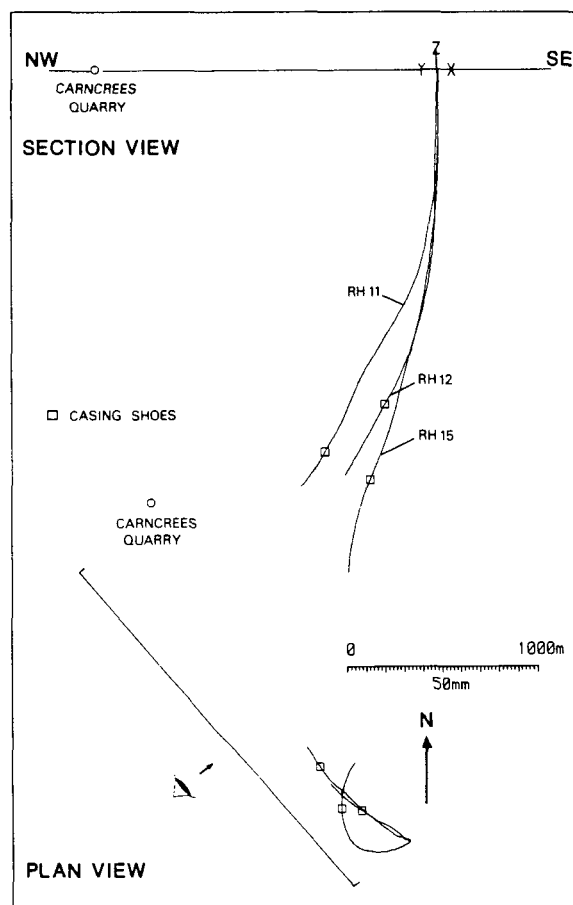 Z
NW
Y X
SE
CARNCREES
QUARRY
SECTION VIEW
RH 11
RH 12
CASING SHOES
RH 15
CARNCREES
QUARRY
0 1000m
50mm
N
PLAN VIEW